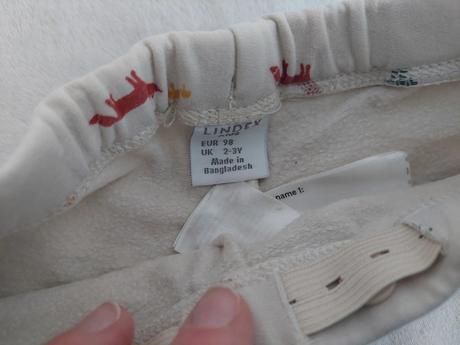 LINDEX
EUR 98
UK 2-3Y
Made in
Bangladesh
name 1: